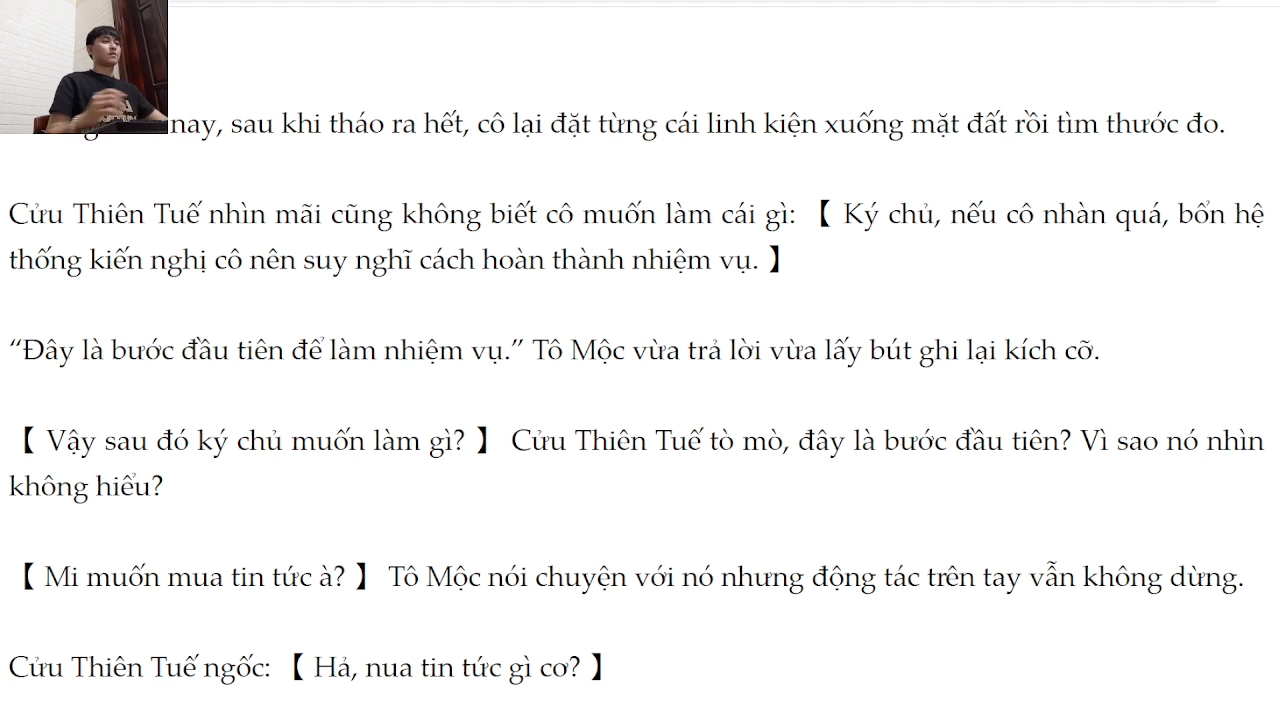 nay, sau khi tháo ra hết, cô lại đặt từng cái linh kiện xuống mặt đất rồi tìm thước đo.
Cửu Thiên Tuế nhìn mãi cũng không biết cô muốn làm cái gì: 【 Ký chủ, nếu cô nhàn quá, bổn hệ
thống kiến nghị cô nên suy nghĩ cách hoàn thành nhiệm vụ. 】
“Đây là bước đầu tiên để làm nhiệm vụ.” Tô Mộc vừa trả lời vừa lấy bút ghi lại kích cỡ.
【 Vậy sau đó ký chủ muốn làm gì? 】 Cửu Thiên Tuế tò mò, đây là bước đầu tiên? Vì sao nó nhìn
không hiểu?
【 Mi muốn mua tin tức à? 】 Tô Mộc nói chuyện với nó nhưng động tác trên tay vẫn không dừng.
Cửu Thiên Tuế ngốc: 【 Hả, nua tin tức gì cơ? 】